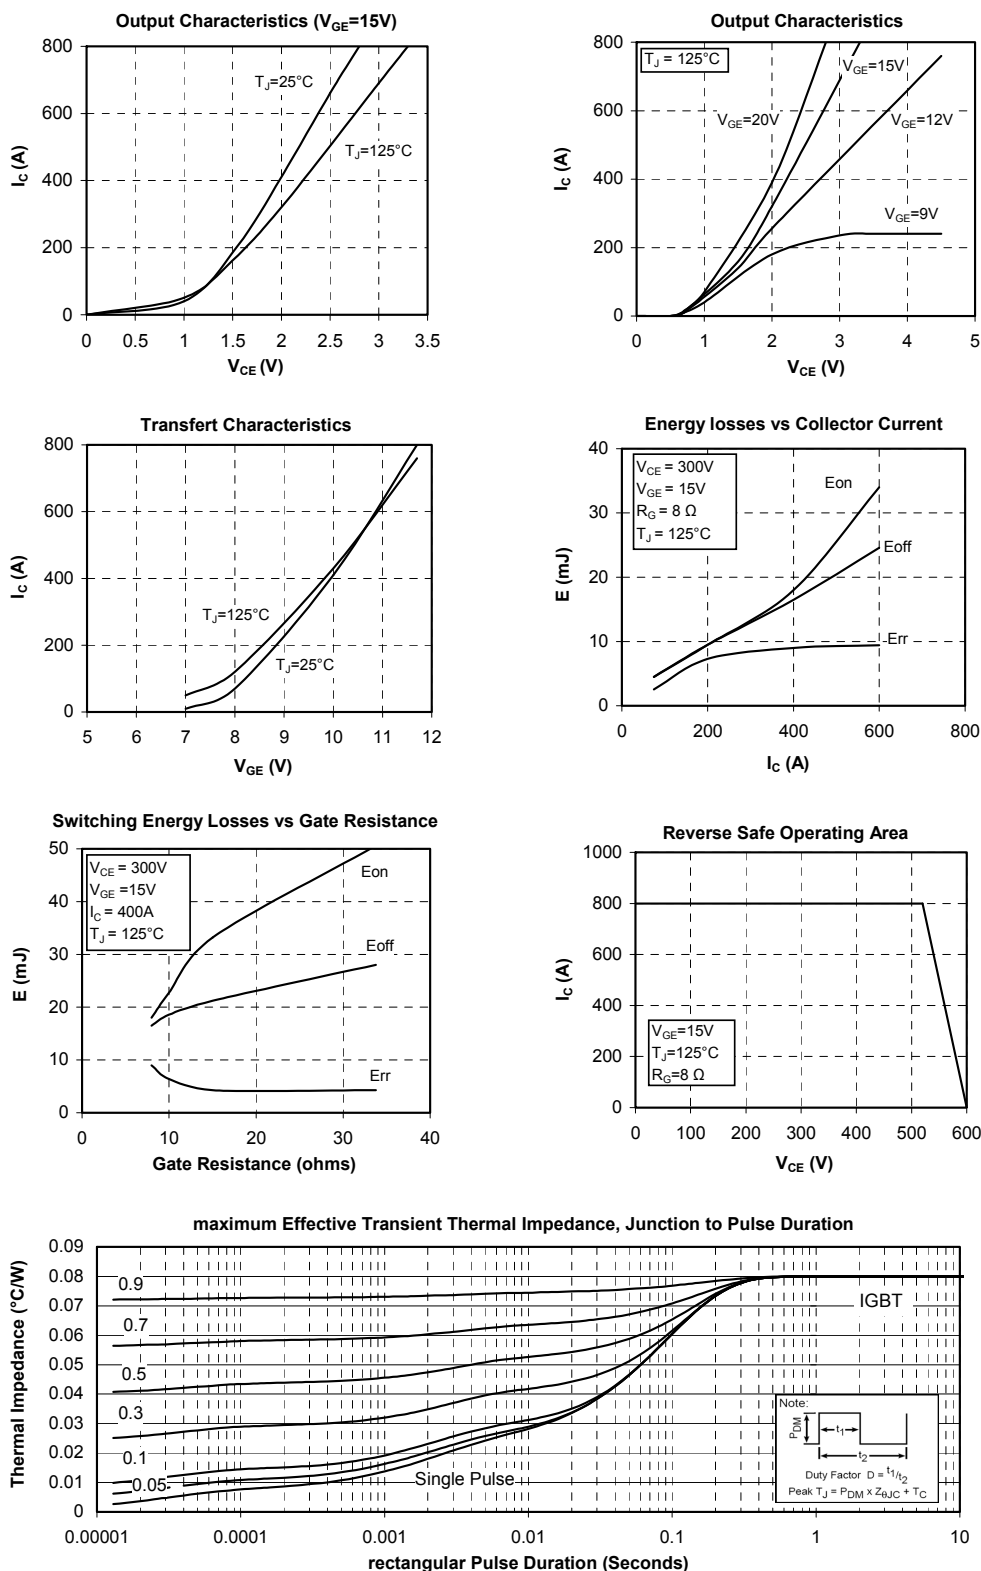 Output Characteristics (VGE=15V)
800
600
400
200
0
IC (A)
TJ=25°C
TJ=125°C
0 0.5 1 1.5 2 2.5 3 3.5
VCE (V)
Output Characteristics
800
600
400
200
0
IC (A)
TJ = 125°C
VGE=15V
VGE=20V
VGE=12V
VGE=9V
0 1 2 3 4 5
VCE (V)
Transfert Characteristics
800
600
400
200
0
IC (A)
TJ=125°C
TJ=25°C
5 6 7 8 9 10 11 12
VGE (V)
Energy losses vs Collector Current
40
30
20
10
0
E (mJ)
VCE = 300V
VGE = 15V
RG = 8 Ω
TJ = 125°C
Eon
Eoff
Err
0 200 400 600 800
IC (A)
Switching Energy Losses vs Gate Resistance
50
40
30
20
10
0
E (mJ)
VCE = 300V
VGE =15V
IC = 400A
TJ = 125°C
Eon
Eoff
Err
0 10 20 30 40
Gate Resistance (ohms)
Reverse Safe Operating Area
1000
800
600
400
200
0
IC (A)
VGE=15V
TJ=125°C
RG=8 Ω
0 100 200 300 400 500 600
VCE (V)
maximum Effective Transient Thermal Impedance, Junction to Pulse Duration
0.09
0.08
0.07
0.06
0.05
0.04
0.03
0.02
0.01
0
Thermal Impedance (°C/W)
0.9
0.7
0.5
0.3
0.1
0.05
Single Pulse
IGBT
Note:
PDM
t1
t2
Duty Factor D = t1/t2
Peak TJ = PDM x ZθJC + TC
0.00001 0.0001 0.001 0.01 0.1 1 10
rectangular Pulse Duration (Seconds)